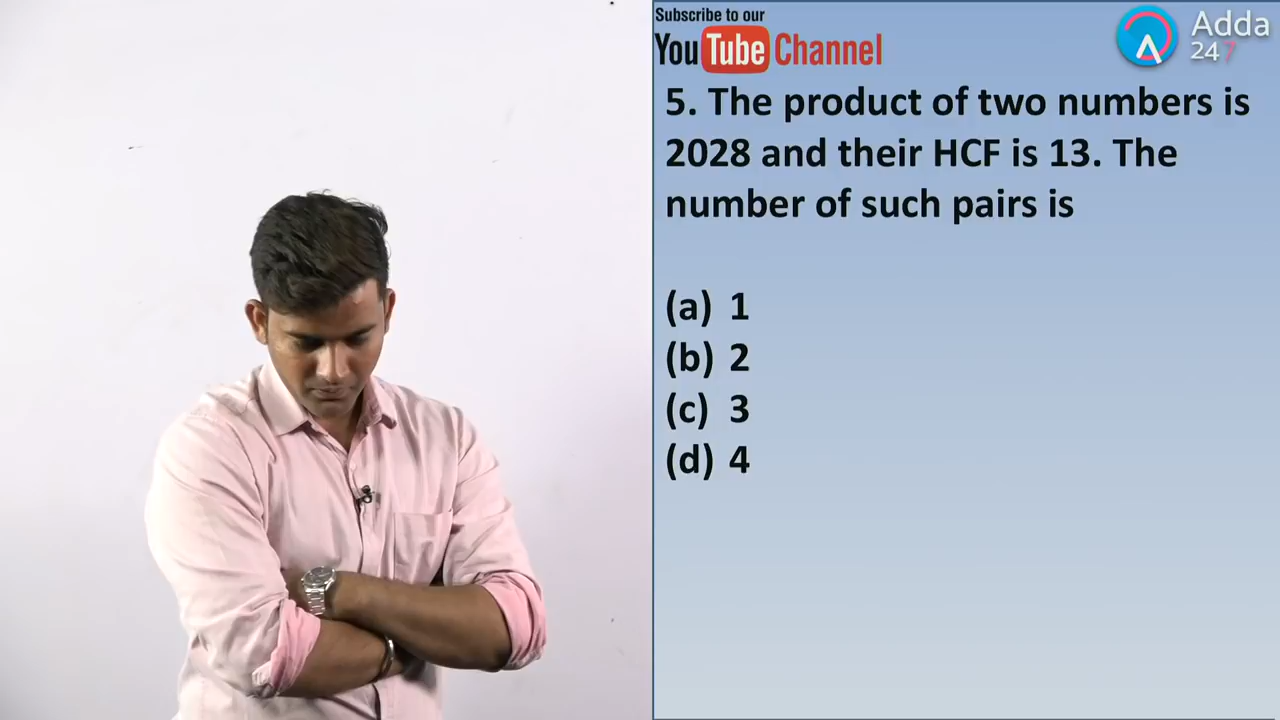 Subscribe to our
YouTube Channel
Adda
247
5. The product of two numbers is
2028 and their HCF is 13. The
number of such pairs is
(a) 1
(b) 2
(c) 3
(d) 4